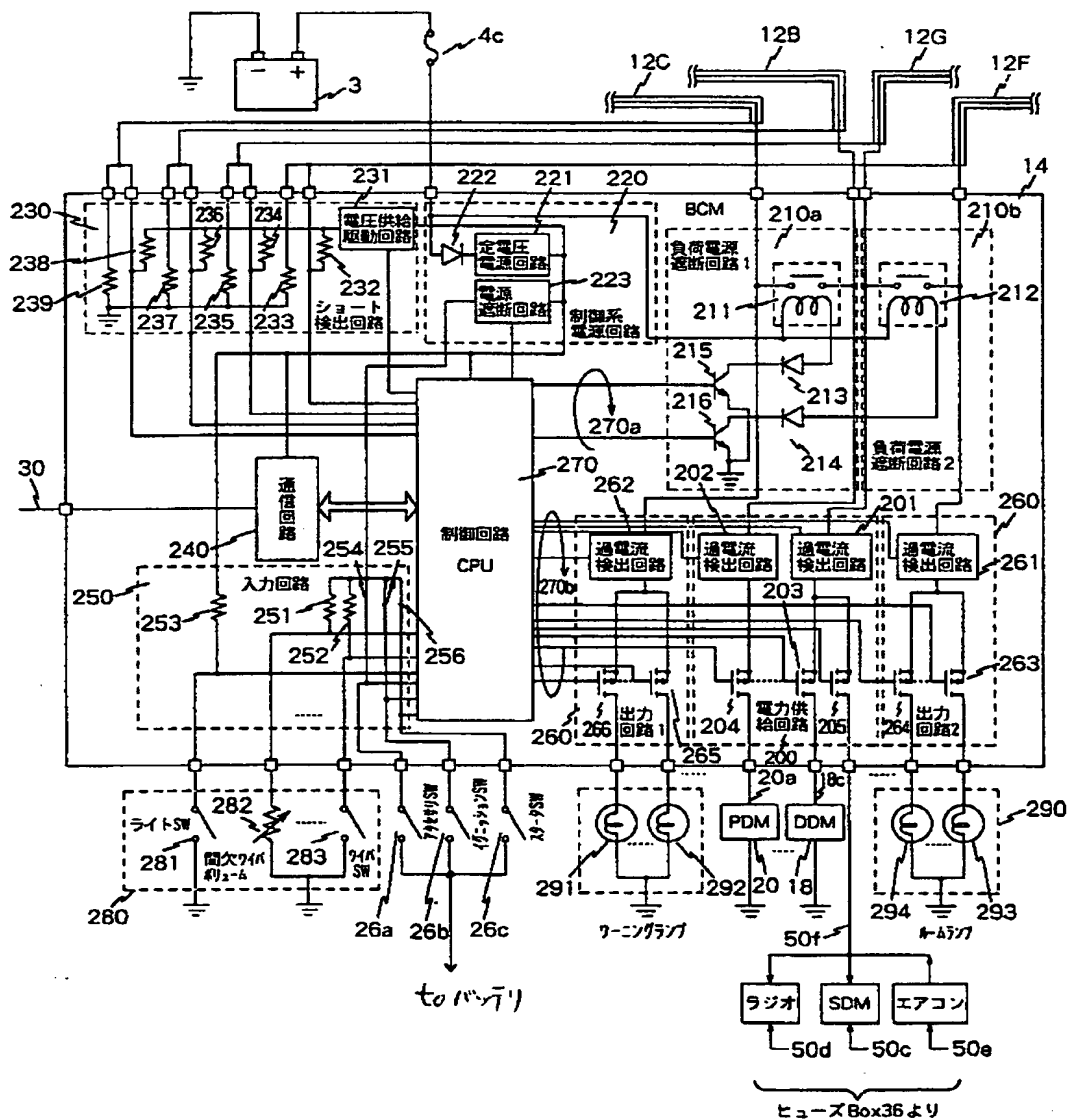 4c
12B
12G
12C
12F
－ ＋
3
14
231
222
221
220
BCM
210a
210b
230
236
234
電圧供給
駆動回路
定電圧
電源回路
負荷電源
遮断回路1
238
223
239
232
電源
遮断回路
211
212
237
235
233
ショート
検出回路
制御系
電源回路
215
213
216
270a
214
負荷電源
遮断回路2
30
通信
回路
270
262
202
201
240
254
255
制御回路
CPU
260
250
入力回路
過電流
検出回路
過電流
検出回路
過電流
検出回路
過電流
検出回路
261
253
251
270b
203
252
256
263
266
出力
回路1
204
電力供
給回路
205
264
出力
回路2
260
265
200
20a
18c
282
ライトSW
アクセサリSW
イグニッションSW
スタータSW
290
281
間欠ワイパ
ボリューム
283
ワイパ
SW
PDM
DDM
280
26a
26b
26c
291
292
20
18
294
293
ワーニングランプ
50f
ルームランプ
to バッテリ
ラジオ
SDM
エアコン
50d
50c
50e
ヒューズBox36より